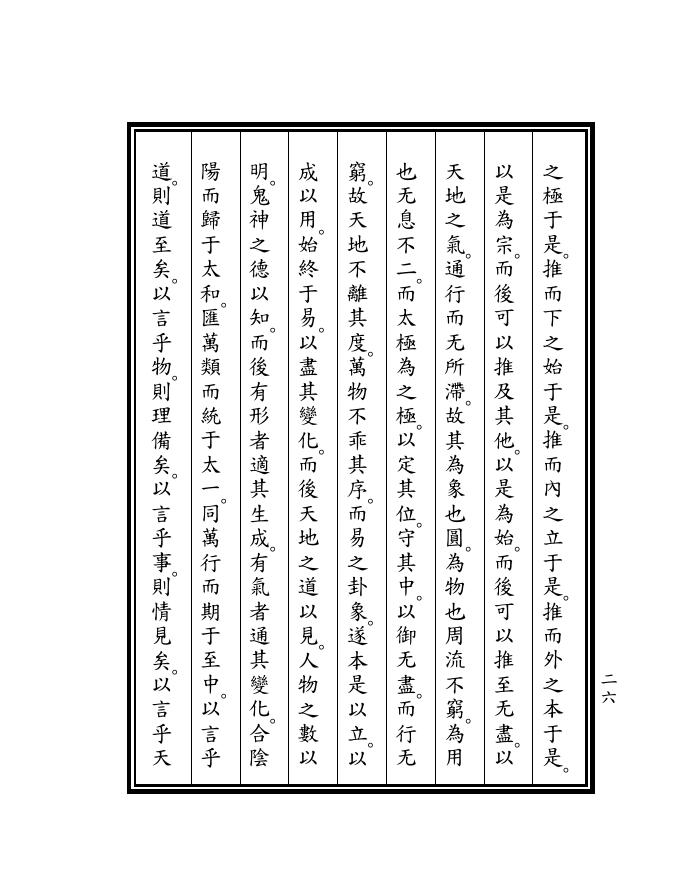 之極于是。推而下之始于是。推而內之立于是。推而外之本于是。
以是為宗。而後可以推及其他。以是為始。而後可以推至无盡。以
天地之氣。通行而无所滯。故其為象也圓。為物也周流不窮。為用
也无息不二。而太極為之極。以定其位。守其中。以御无盡。而行无
窮。故天地不離其度。萬物不乖其序。而易之卦象。遂本是以立。以
成以用。始終于易。以盡其變化。而後天地之道以見。人物之數以
明。鬼神之德以知。而後有形者適其生成。有氣者通其變化。合陰
陽而歸于太和。匯萬類而統于太一。同萬行而期于至中。以言乎
道。則道至矣。以言乎物。則理備矣。以言乎事。則情見矣。以言乎天
二六